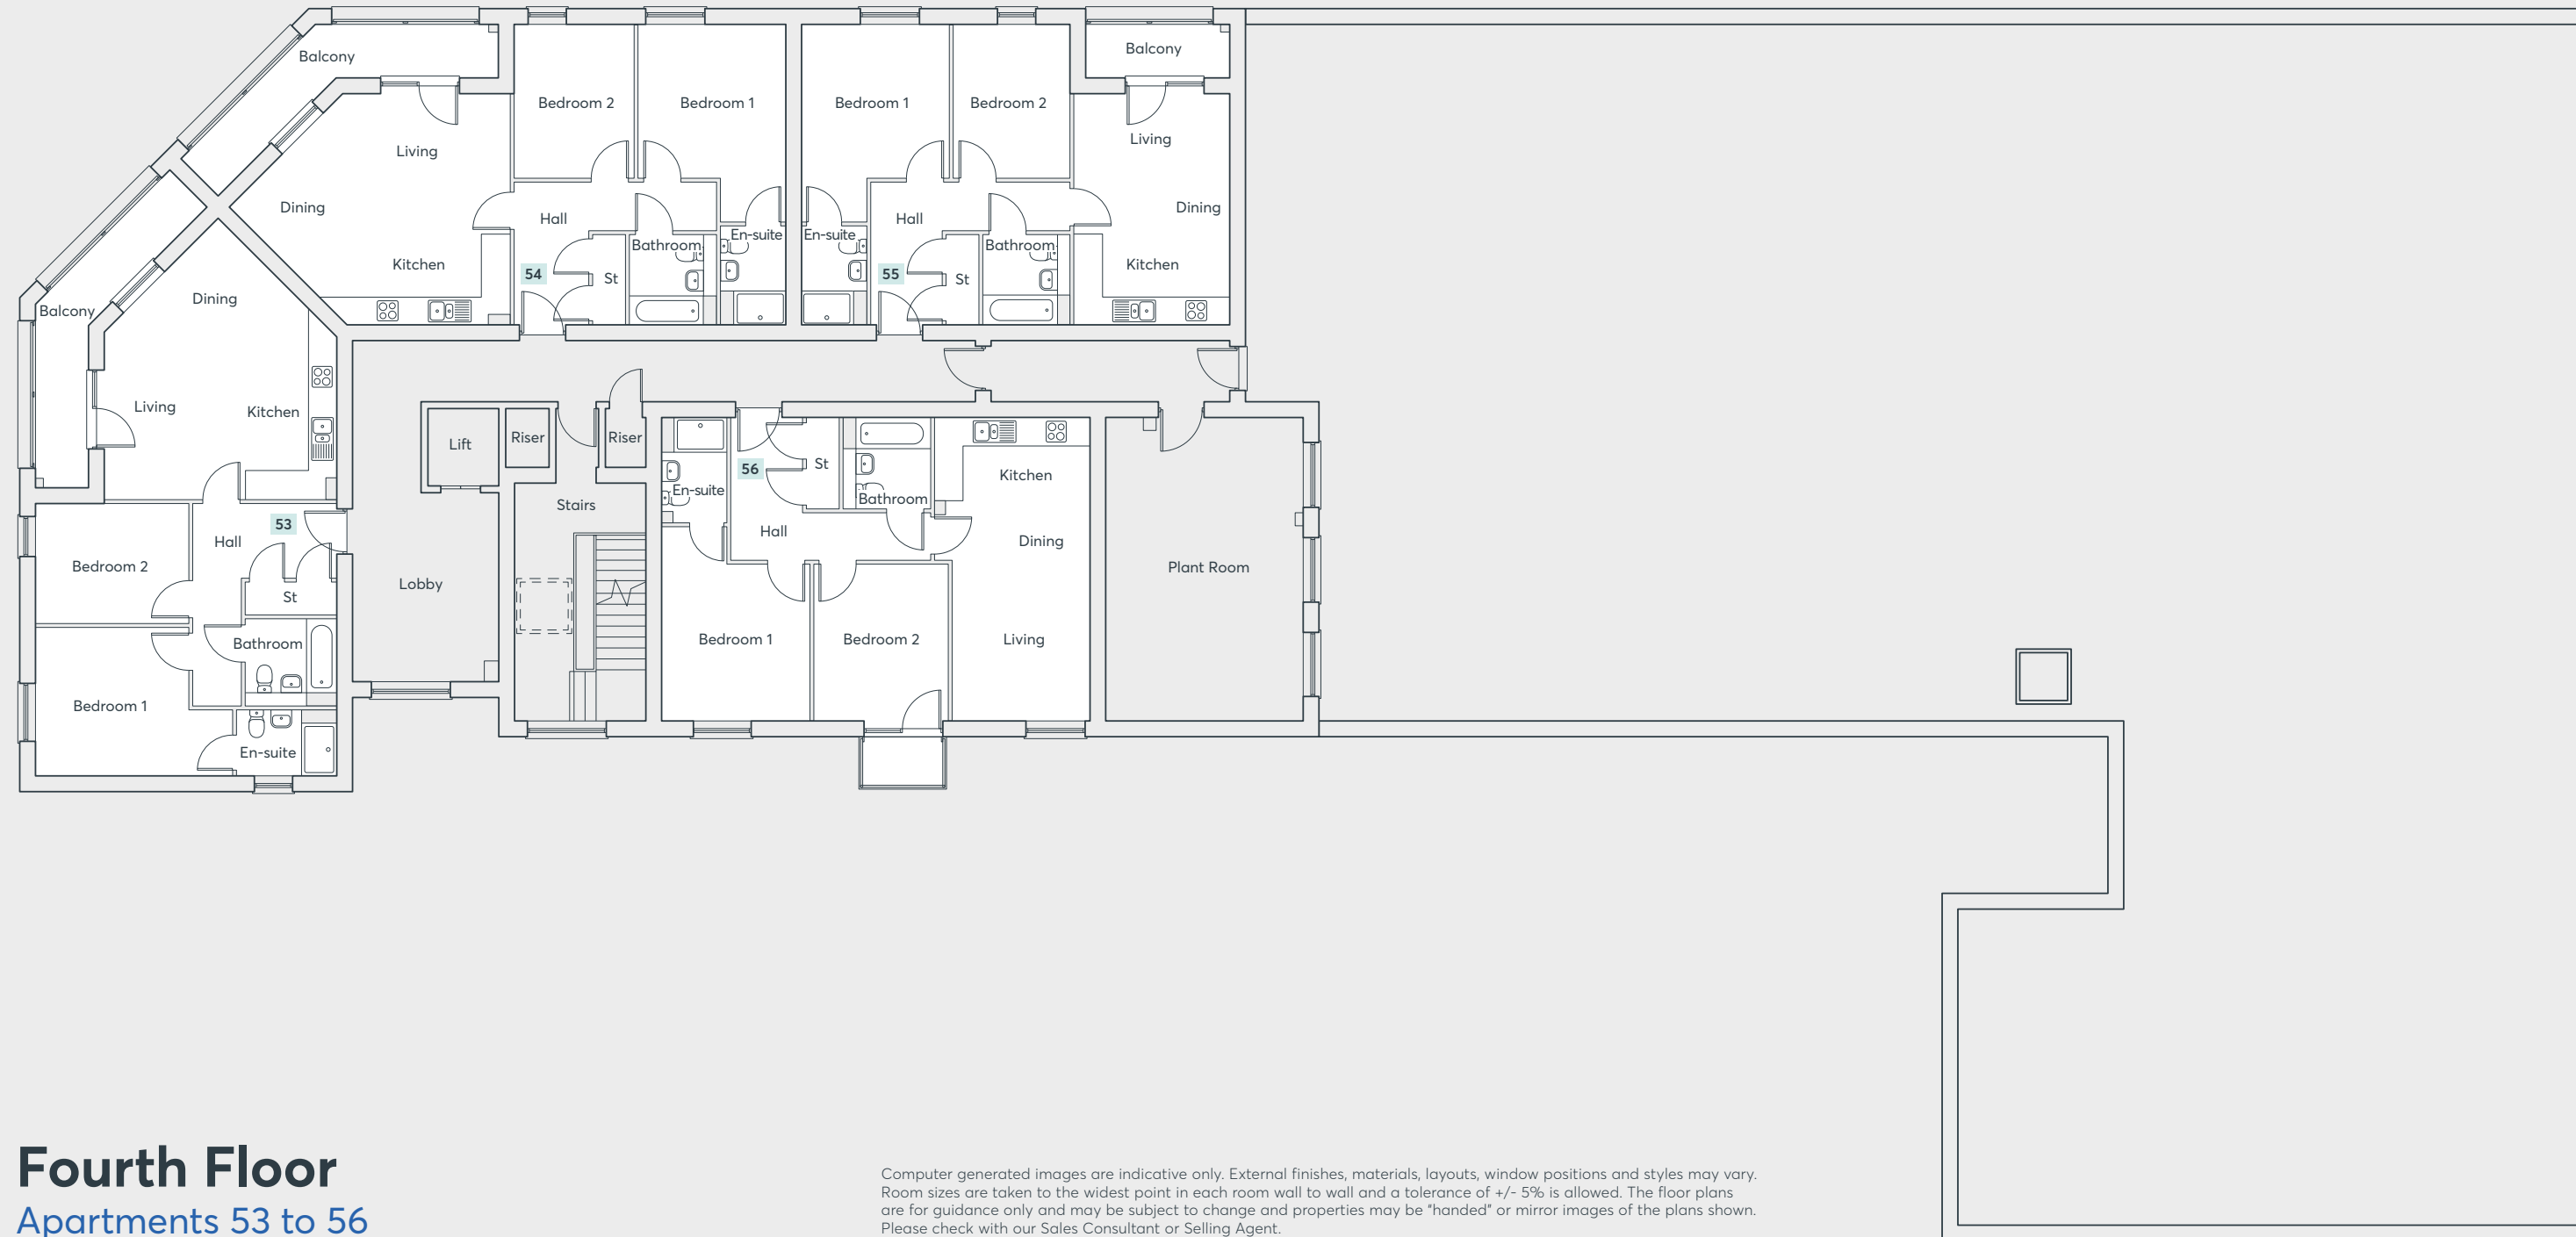 Balcony
Bedroom 2
Bedroom 1
Living
Dining
Hall
Kitchen
54
St
Bathroom
En-suite
Bedroom 1
Bedroom 2
Balcony
Living
Dining
En-suite
Hall
55
St
Bathroom
Kitchen
Balcony
Dining
Living
Kitchen
53
Hall
Bedroom 2
St
Bathroom
Bedroom 1
En-suite
Lift
Riser
Riser
Stairs
Lobby
56
St
En-suite
Bathroom
Hall
Kitchen
Dining
Bedroom 1
Bedroom 2
Living
Plant Room
Fourth Floor
Apartments 53 to 56
Computer generated images are indicative only. External finishes, materials, layouts, window positions and styles may vary.
Room sizes are taken to the widest point in each room wall to wall and a tolerance of +/- 5% is allowed. The floor plans
are for guidance only and may be subject to change and properties may be "handed" or mirror images of the plans shown.
Please check with our Sales Consultant or Selling Agent.